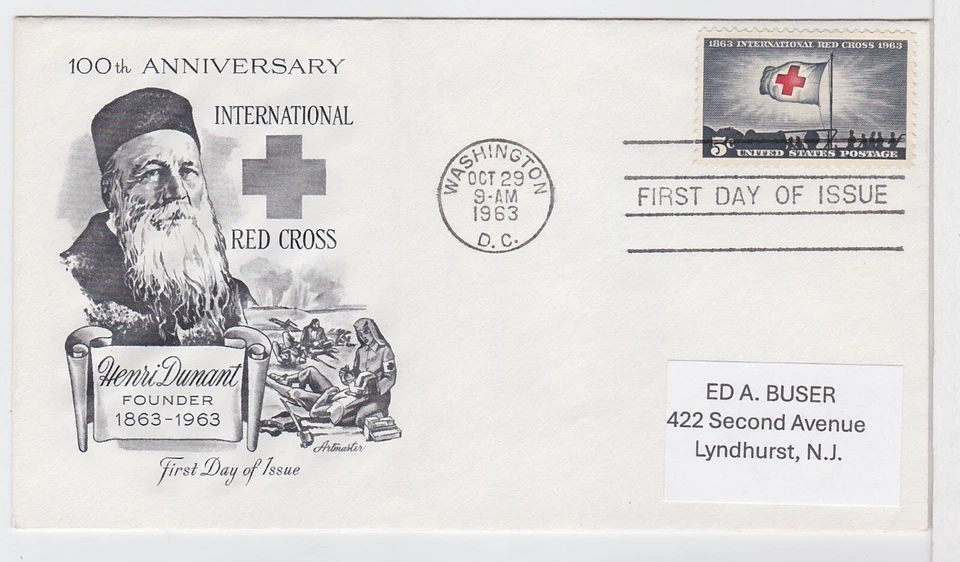 100th ANNIVERSARY
INTERNATIONAL
RED CROSS
Henri Dunant
FOUNDER
1863-1963
Artmaster
First Day of Issue
WASHINGTON
OCT 29
9-AM
1963
D. C.
1863 INTERNATIONAL RED CROSS 1963
5c UNITED STATES POSTAGE
FIRST DAY OF ISSUE
ED A. BUSER
422 Second Avenue
Lyndhurst, N.J.